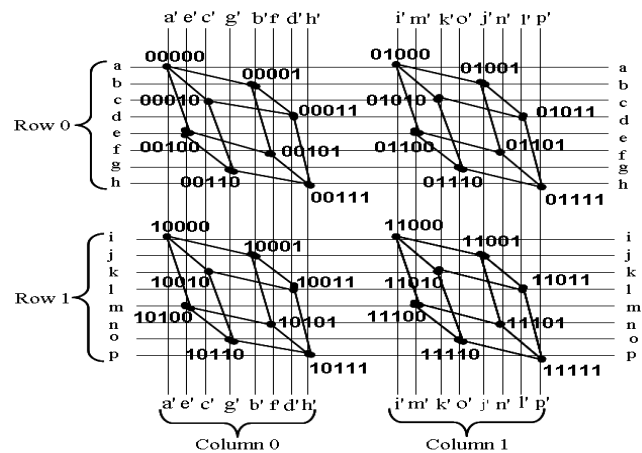 a' e' c' g' b' f' d' h' i' m' k' o' j' n' l' p'
00000 01000
a a
b 00001 01001 b
c 00010 01010 c
d 00011 01011 d
Row 0
e e
f 00100 00101 01100 01101 f
g g
h 00110 01110 h
00111 01111
10000 11000
i i
j 10001 11001 j
k k
l 10010 10011 11010 11011 l
Row 1
m m
n 10100 10101 11100 11101 n
o o
p 10110 11110 p
10111 11111
a' e' c' g' b' f' d' h' i' m' k' o' j' n' l' p'
Column 0 Column 1